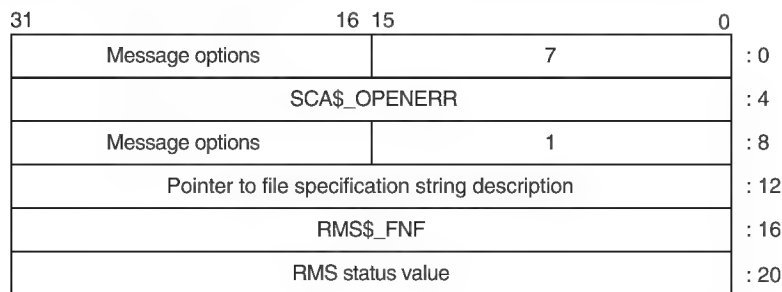 31 16 15 0
Message options 7 : 0
SCA$_OPENERR : 4
Message options 1 : 8
Pointer to file specification string description : 12
RMS$_FNF : 16
RMS status value : 20